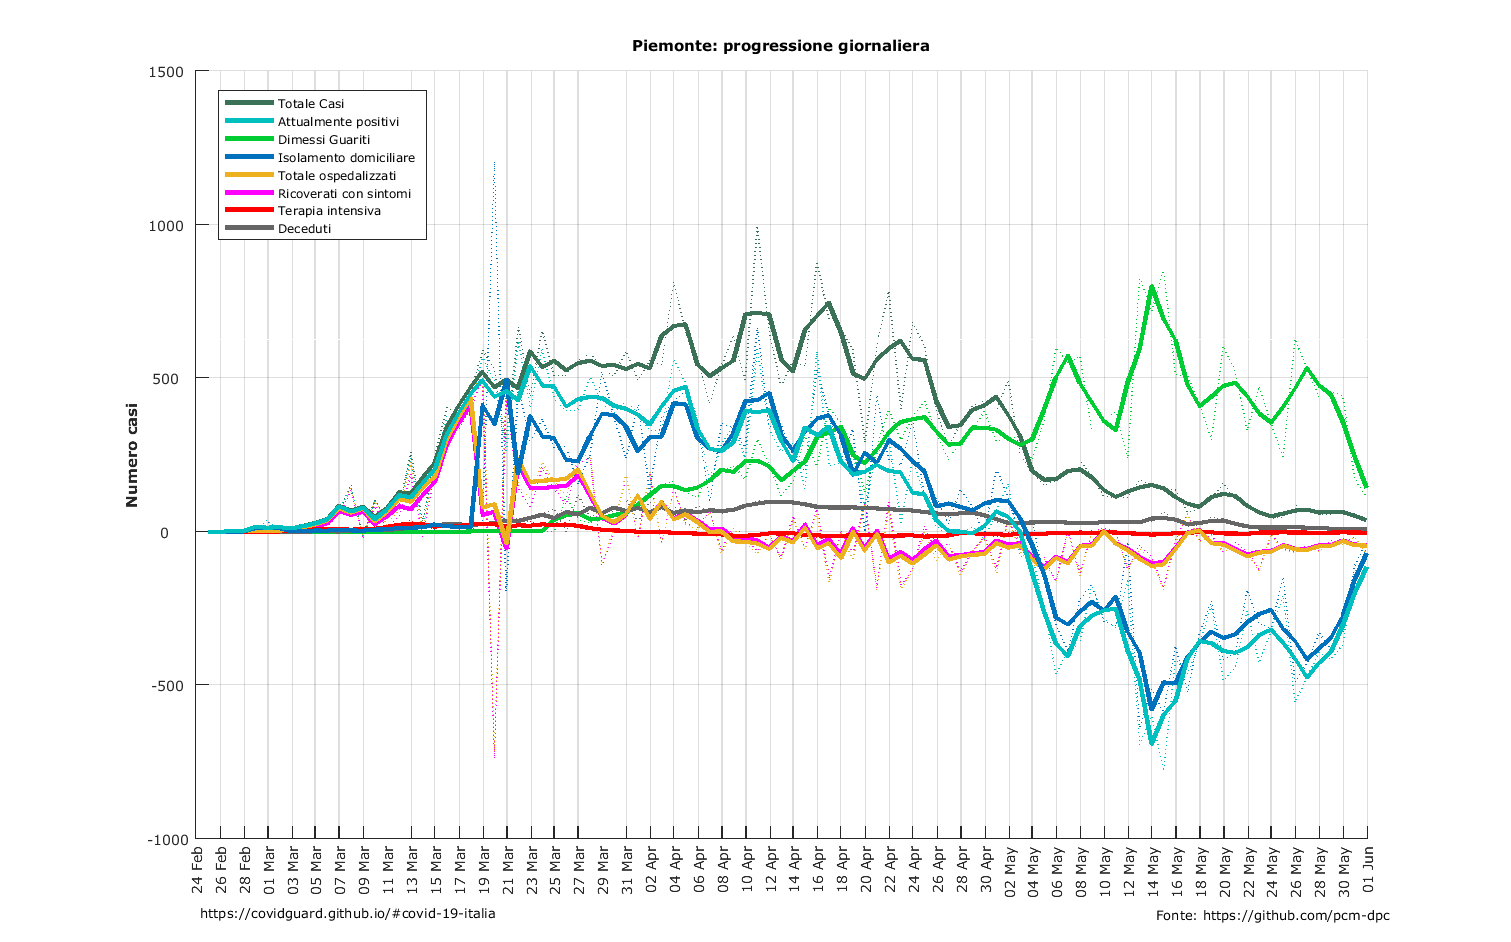 Piemonte: progressione giornaliera
Numero casi
1500
1000
500
0
-500
-1000
Totale Casi
Attualmente positivi
Dimessi Guariti
Isolamento domiciliare
Totale ospedalizzati
Ricoverati con sintomi
Terapia intensiva
Deceduti
24 Feb
26 Feb
28 Feb
01 Mar
03 Mar
05 Mar
07 Mar
09 Mar
11 Mar
13 Mar
15 Mar
17 Mar
19 Mar
21 Mar
23 Mar
25 Mar
27 Mar
29 Mar
31 Mar
02 Apr
04 Apr
06 Apr
08 Apr
10 Apr
12 Apr
14 Apr
16 Apr
18 Apr
20 Apr
22 Apr
24 Apr
26 Apr
28 Apr
30 Apr
02 May
04 May
06 May
08 May
10 May
12 May
14 May
16 May
18 May
20 May
22 May
24 May
26 May
28 May
30 May
01 Jun
https://covidguard.github.io/#covid-19-italia
Fonte: https://github.com/pcm-dpc